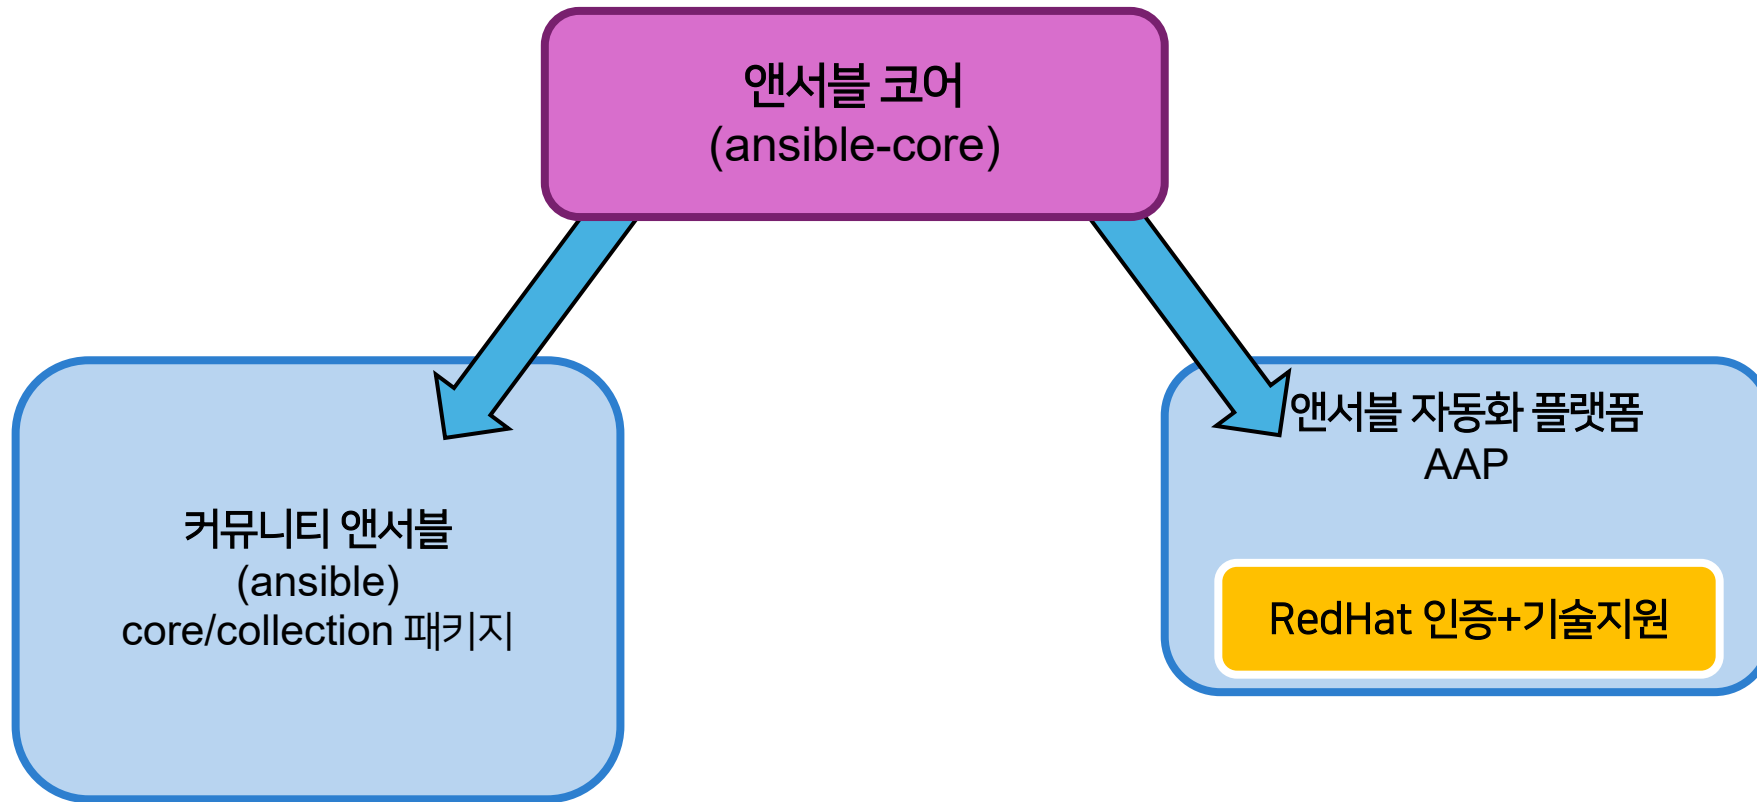 앤서블 코어
(ansible-core)
커뮤니티 앤서블
(ansible)
core/collection 패키지
앤서블 자동화 플랫폼
AAP
RedHat 인증+기술지원